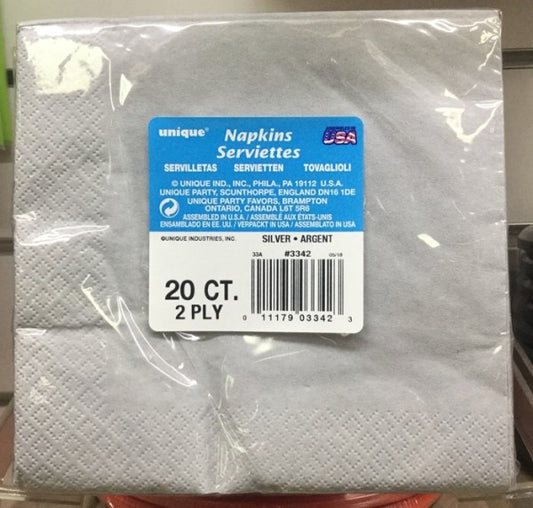 unique®
Napkins
Serviettes
USA
SERVILLETAS SERVIETTEN TOVAGLIOLI
© UNIQUE IND., INC., PHILA., PA 19112 U.S.A.
UNIQUE PARTY, SCUNTHORPE, ENGLAND DN16 1DE
UNIQUE PARTY FAVORS, BRAMPTON
ONTARIO, CANADA L6T 5R6
ASSEMBLED IN U.S.A. / ASSEMBLÉ AUX ÉTATS-UNIS
ENSAMBLADO EN EE. UU. / VERPACKT IN USA / ASSEMBLATO IN USA
©UNIQUE INDUSTRIES, INC. SILVER • ARGENT
33A #3342 05/18
20 CT.
2 PLY
0 11179 03342 3